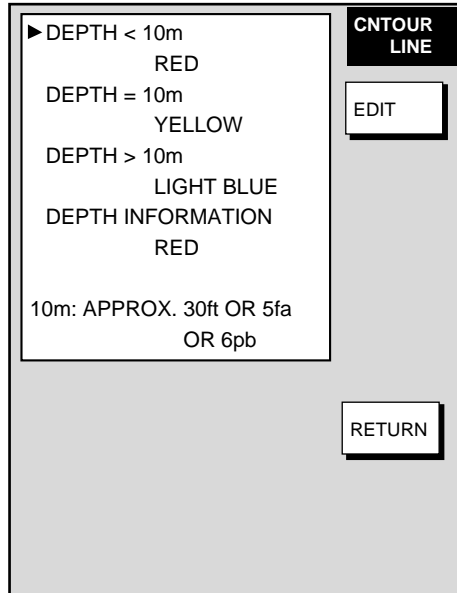 ▶DEPTH < 10m
RED
DEPTH = 10m
YELLOW
DEPTH > 10m
LIGHT BLUE
DEPTH INFORMATION
RED
10m: APPROX. 30ft OR 5fa
OR 6pb
CNTOUR
LINE
EDIT
RETURN